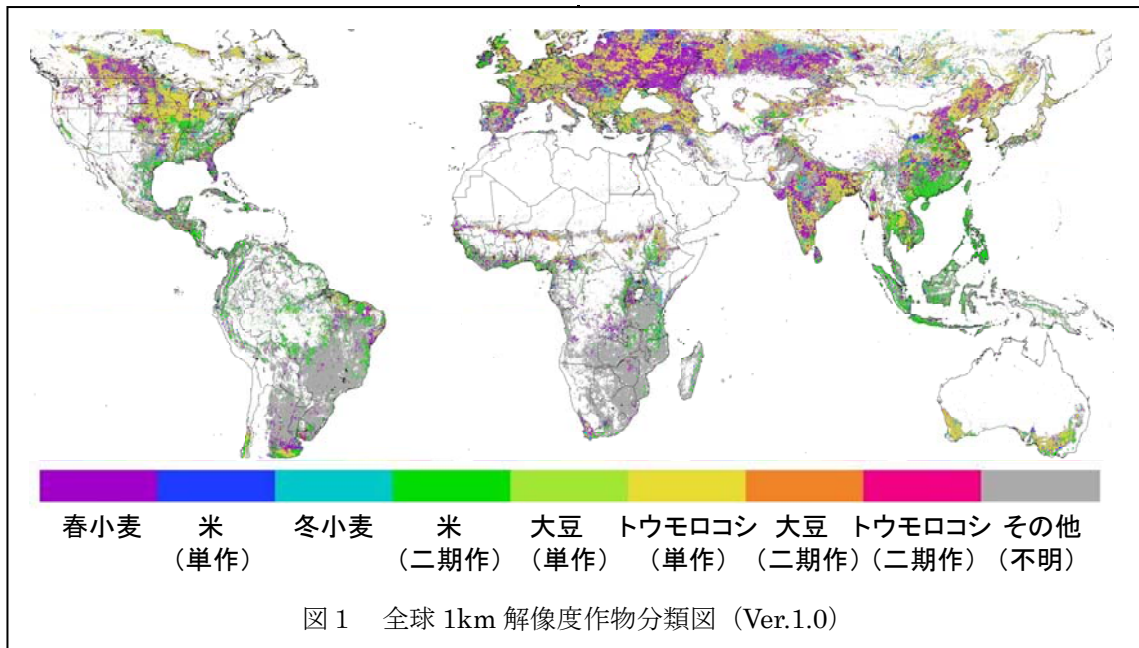 春小麦 米 冬小麦 米 大豆 トウモロコシ 大豆 トウモロコシ その他
（単作） （二期作） （単作） （単作） （二期作） （二期作） （不明）
図１ 全球 1km 解像度作物分類図（Ver.1.0）